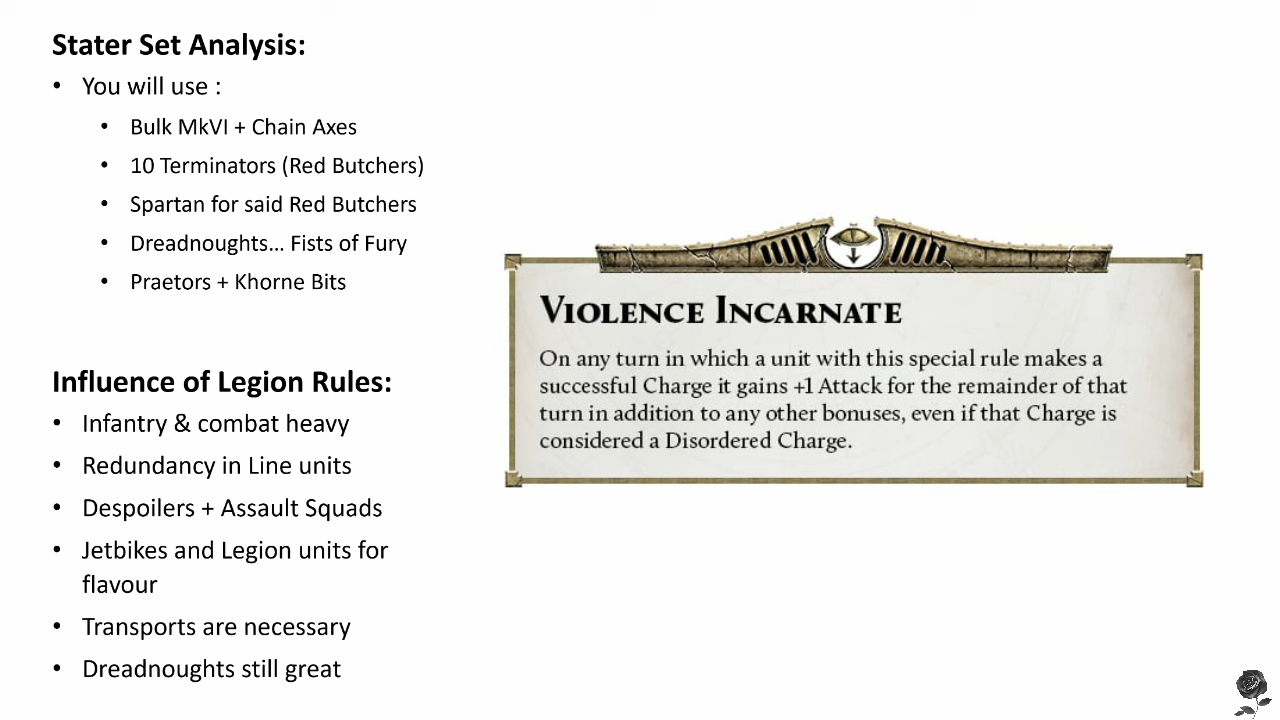 Stater Set Analysis:
• You will use :
• Bulk MkVI + Chain Axes
• 10 Terminators (Red Butchers)
• Spartan for said Red Butchers
• Dreadnoughts... Fists of Fury
• Praetors + Khorne Bits
Influence of Legion Rules:
• Infantry & combat heavy
• Redundancy in Line units
• Despoilers + Assault Squads
• Jetbikes and Legion units for
flavour
• Transports are necessary
• Dreadnoughts still great
Violence Incarnate
On any turn in which a unit with this special rule makes a
successful Charge it gains +1 Attack for the remainder of that
turn in addition to any other bonuses, even if that Charge is
considered a Disordered Charge.